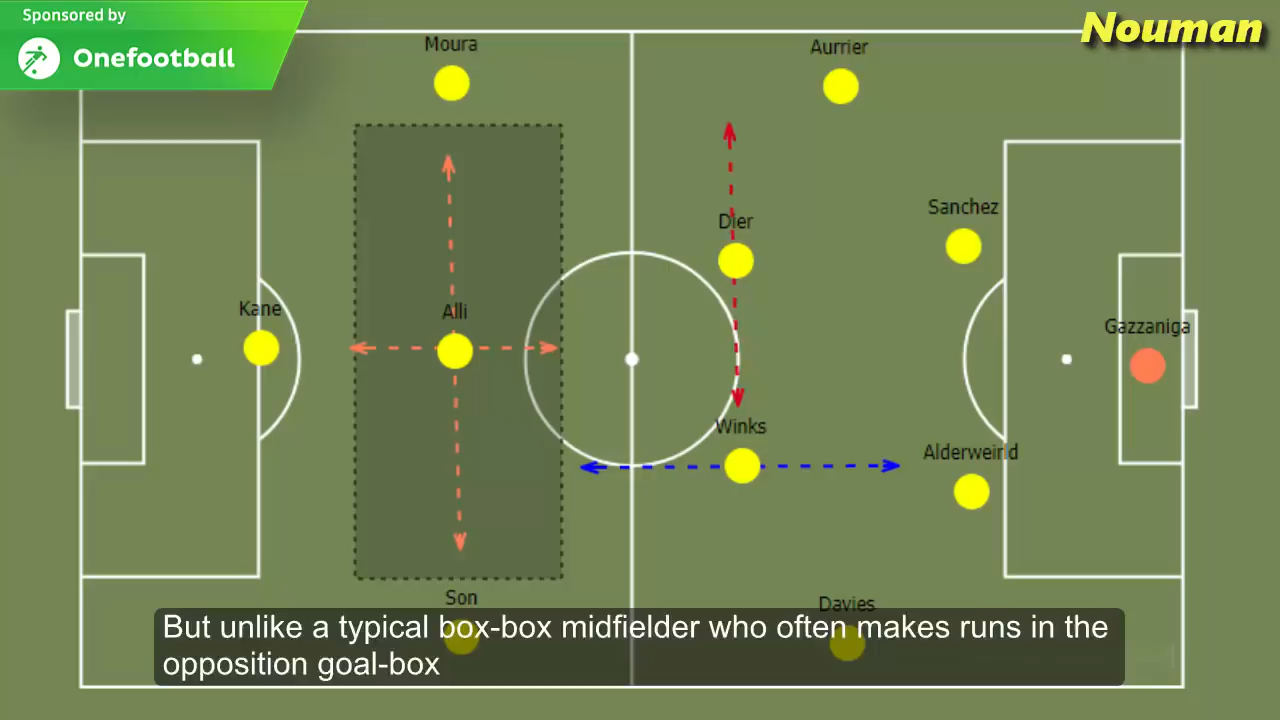 Sponsored by
Onefootball
Nouman
Moura
Aurrier
Dier
Sanchez
Kane
Alli
Gazzaniga
Winks
Alderweirld
Son
Davies
But unlike a typical box-box midfielder who often makes runs in the
opposition goal-box